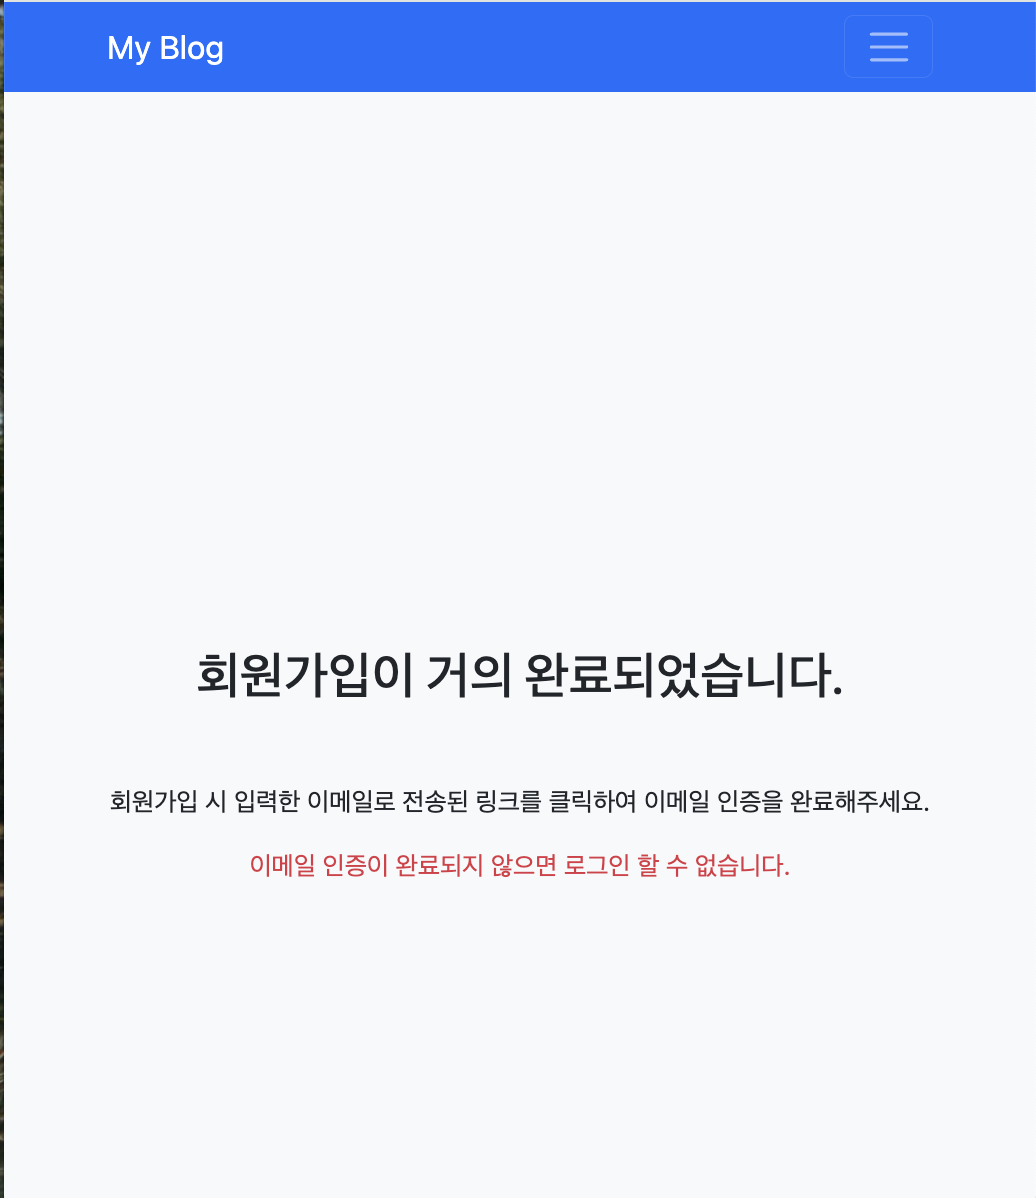 My Blog
회원가입이 거의 완료되었습니다.
회원가입 시 입력한 이메일로 전송된 링크를 클릭하여 이메일 인증을 완료해주세요.
이메일 인증이 완료되지 않으면 로그인 할 수 없습니다.